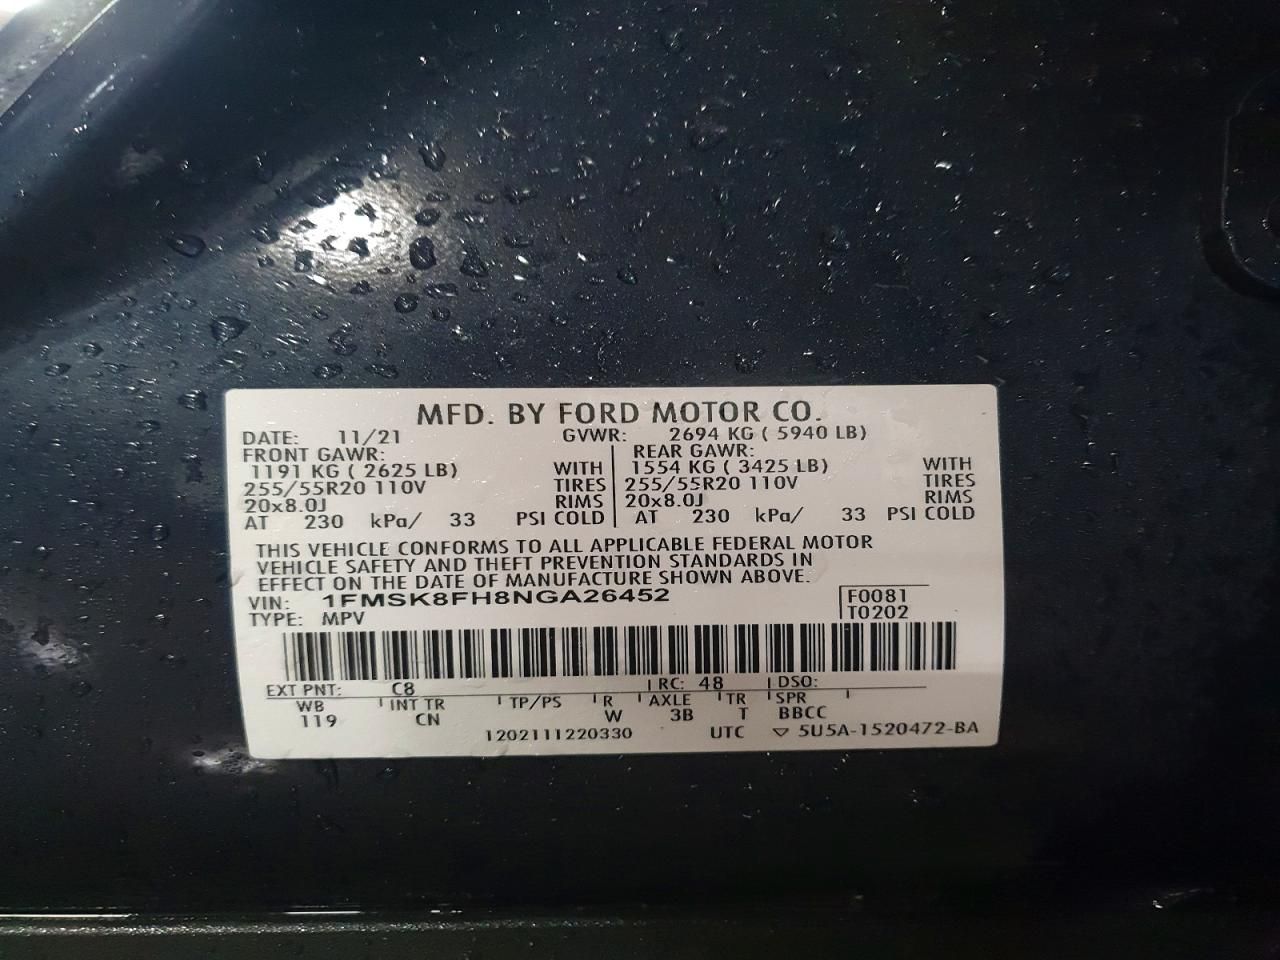 MFD. BY FORD MOTOR CO.
DATE: 11/21 GVWR: 2694 KG ( 5940 LB)
FRONT GAWR: REAR GAWR:
1191 KG ( 2625 LB) WITH 1554 KG ( 3425 LB) WITH
255/55R20 110V TIRES 255/55R20 110V TIRES
20x8.0J RIMS 20x8.0J RIMS
AT 230 kPa/ 33 PSI COLD AT 230 kPa/ 33 PSI COLD
THIS VEHICLE CONFORMS TO ALL APPLICABLE FEDERAL MOTOR
VEHICLE SAFETY AND THEFT PREVENTION STANDARDS IN
EFFECT ON THE DATE OF MANUFACTURE SHOWN ABOVE.
VIN: 1FMSK8FH8NGA26452 F0081
TYPE: MPV T0202
EXT PNT: C8 RC: 48 DSO:
WB INT TR TP/PS R AXLE TR SPR
119 CN W 3B T BBCC
1202111220330 UTC ▽ 5U5A-1520472-BA